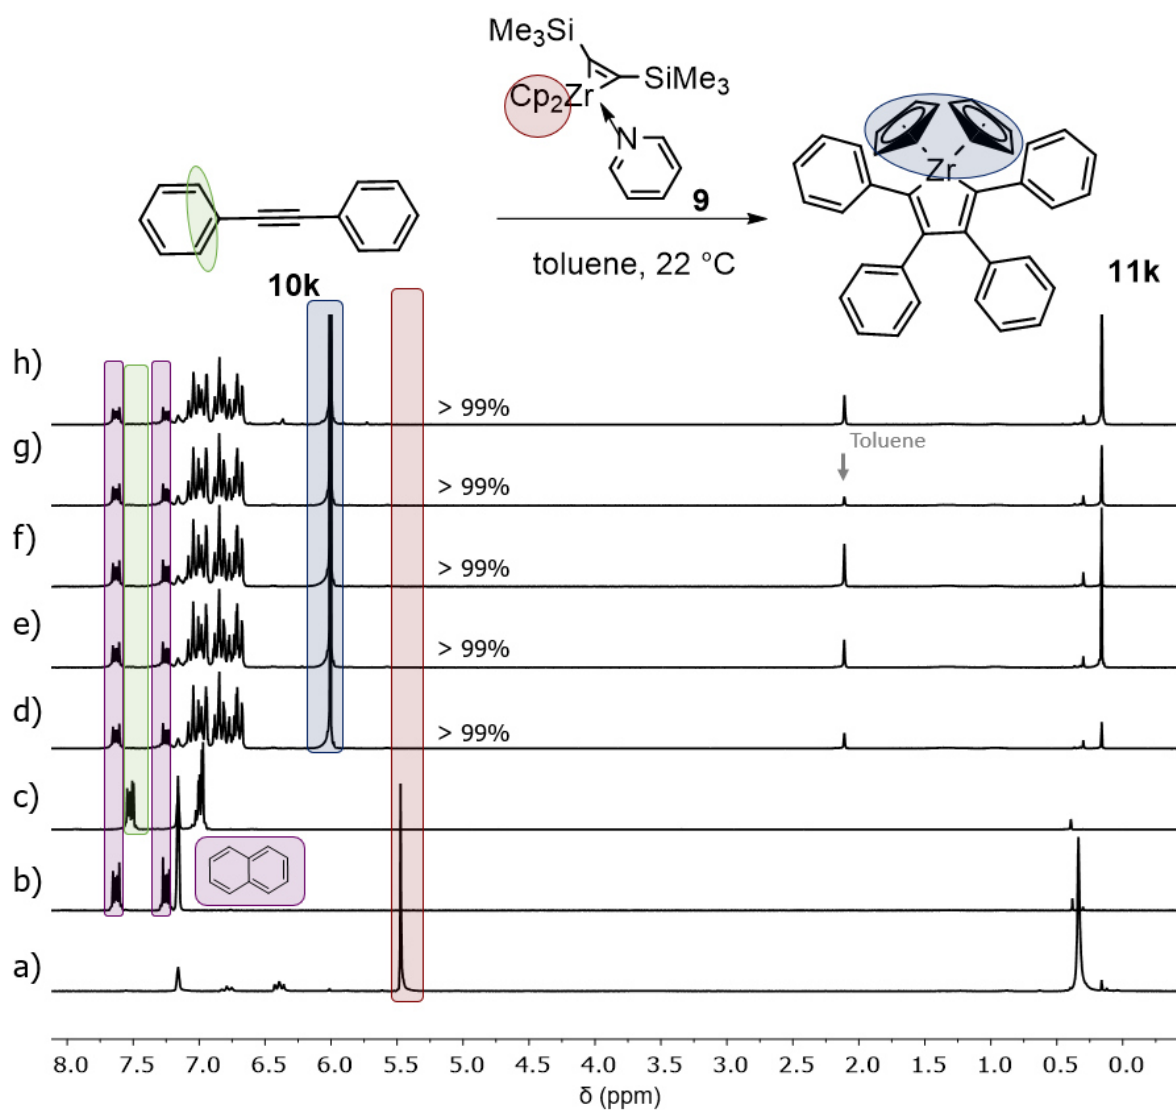 Me₃Si
SiMe₃
Cp₂Zr
N
9
toluene, 22 °C
10k
Zr
11k
h)
> 99%
g)
> 99%
Toluene
f)
> 99%
e)
> 99%
d)
> 99%
c)
b)
a)
8.0 7.5 7.0 6.5 6.0 5.5 5.0 4.5 4.0 3.5 3.0 2.5 2.0 1.5 1.0 0.5 0.0
δ (ppm)